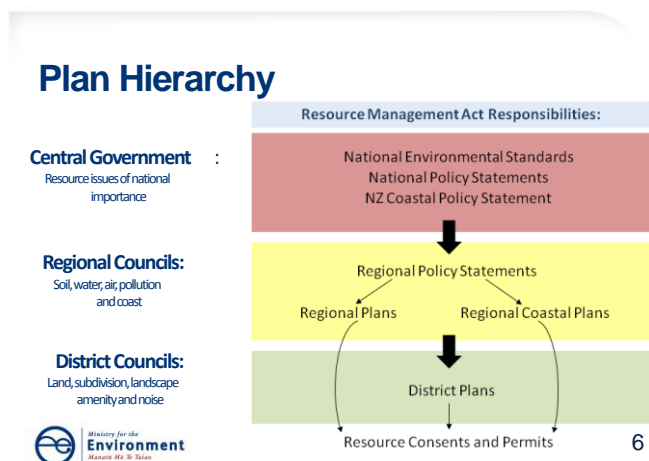 Plan Hierarchy
Resource Management Act Responsibilities:
Central Government :
Resource issues of national
importance
National Environmental Standards
National Policy Statements
NZ Coastal Policy Statement
Regional Councils:
Soil, water, air, pollution
and coast
Regional Policy Statements
Regional Plans
Regional Coastal Plans
District Councils:
Land, subdivision, landscape
amenity and noise
District Plans
Resource Consents and Permits
Ministry for the
Environment
Manatū Mō Te Taiao
6